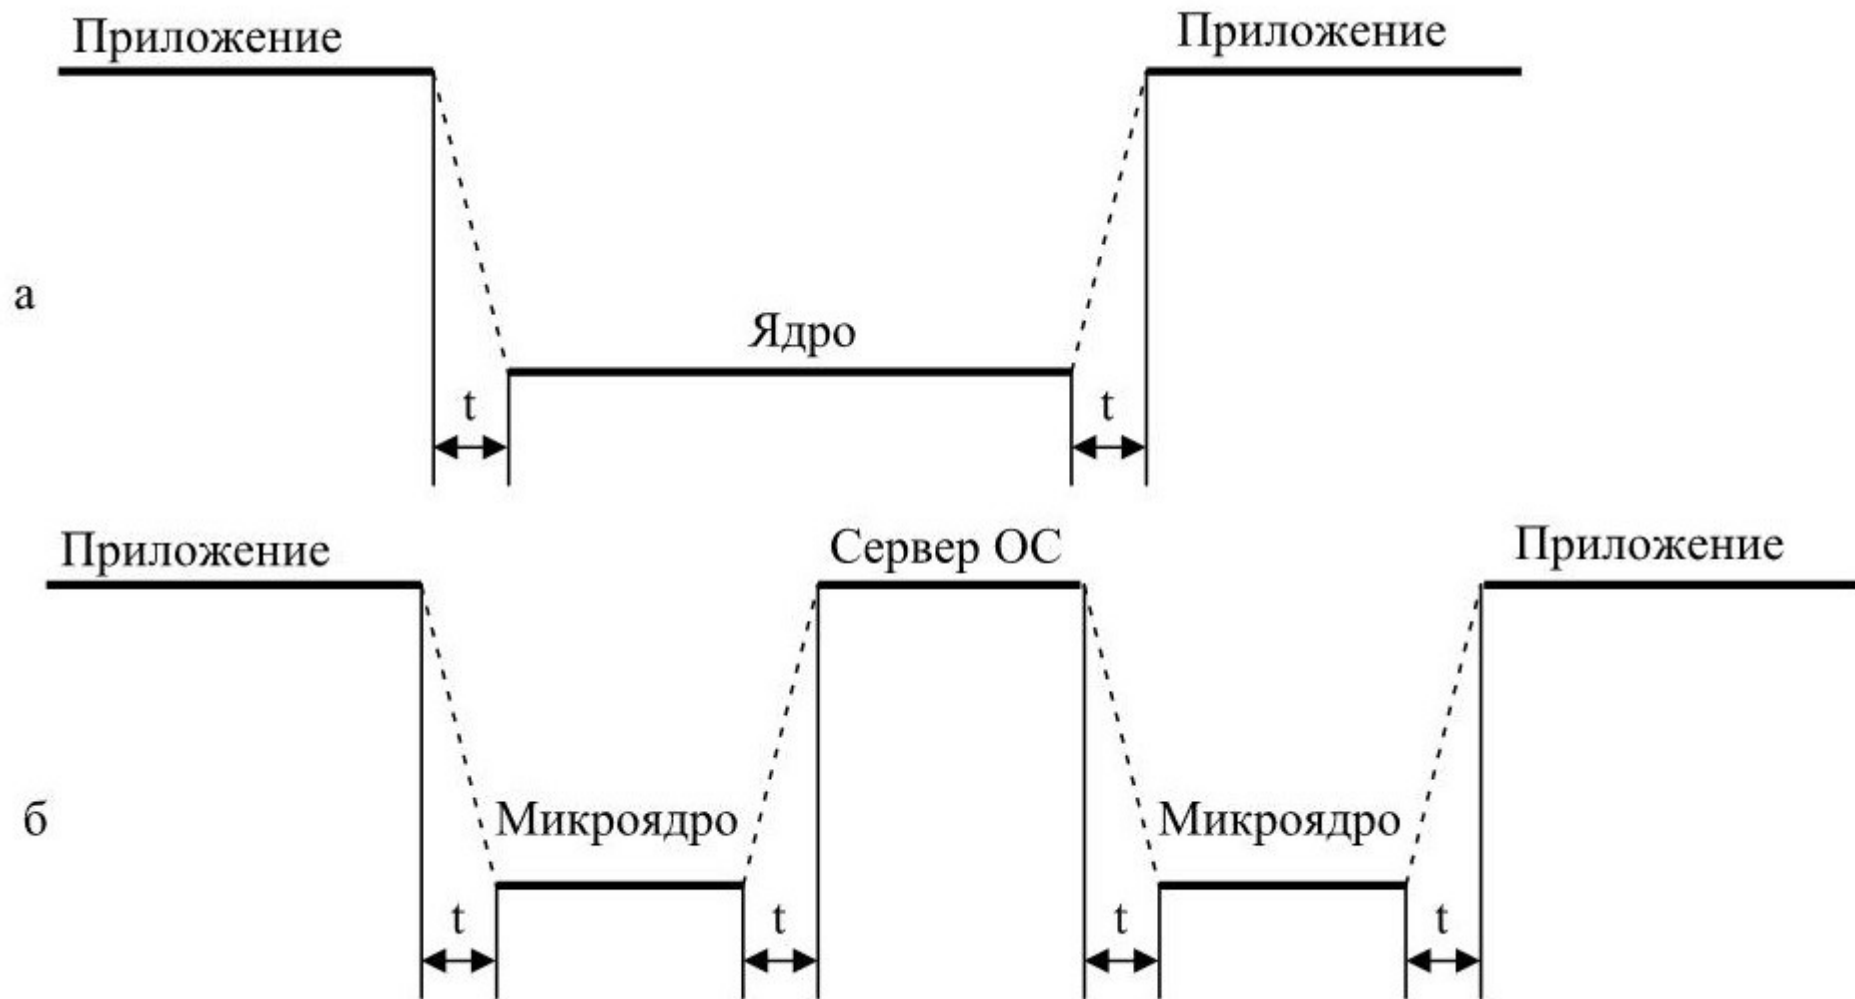 Приложение
Приложение
а
Ядро
t
t
Приложение
Сервер ОС
Приложение
б
Микроядро
Микроядро
t
t
t
t